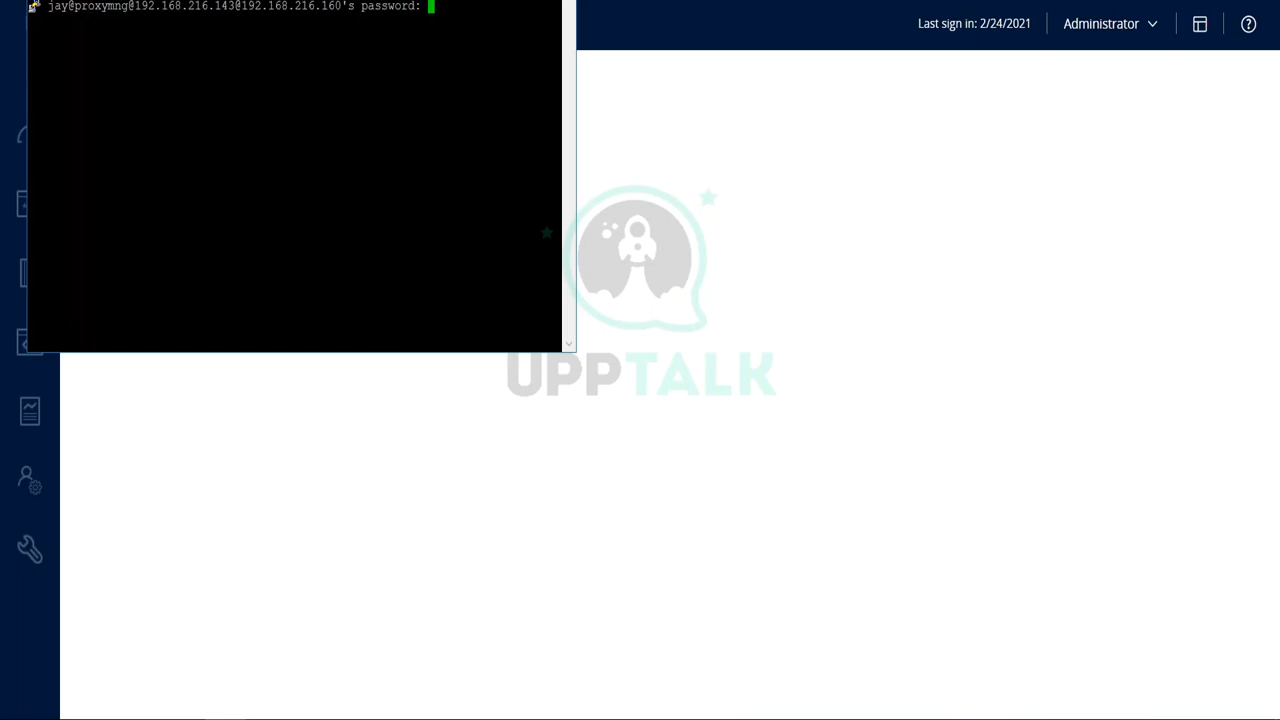 jay@proxymng@192.168.216.143@192.168.216.160's password:
Last sign in: 2/24/2021
Administrator
UPPTALK